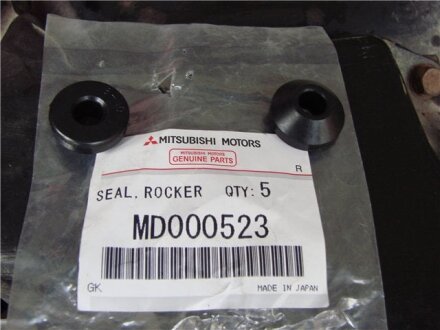 MITSUBISHI MOTORS
MITSUBISHI MOTORS
GENUINE PARTS
R
SEAL, ROCKER QTY: 5
MD000523
GK
MADE IN JAPAN